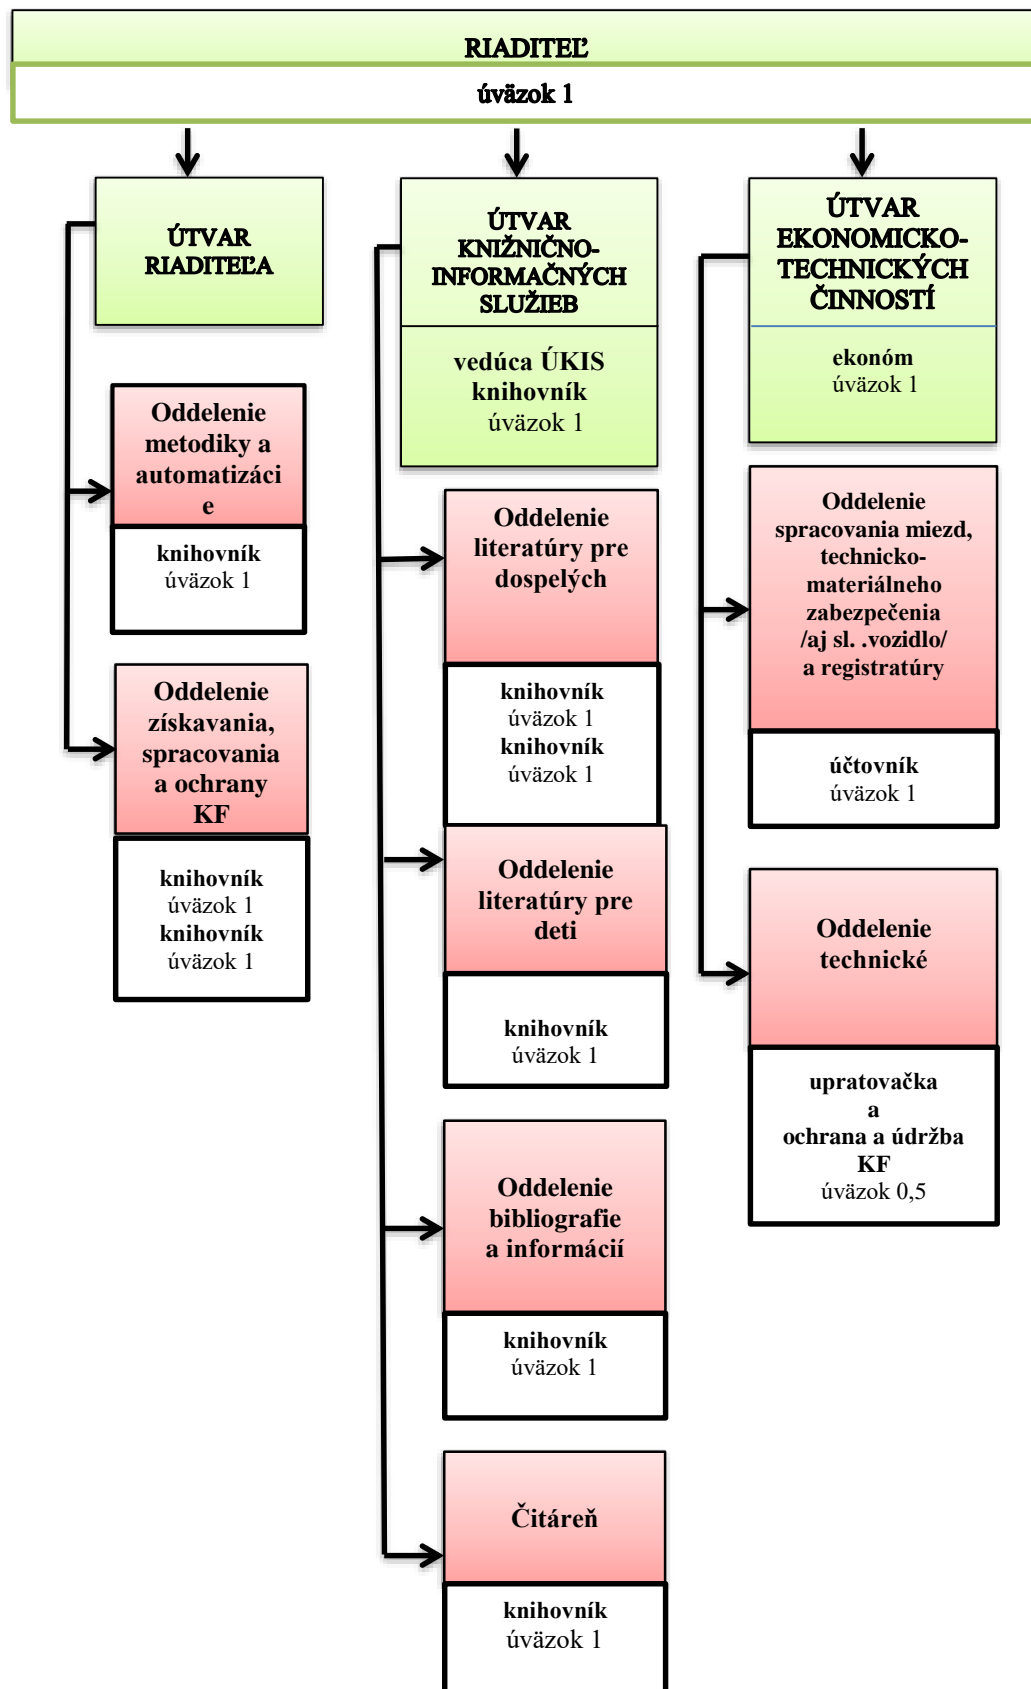 RIADITEĽ
úväzok 1
ÚTVAR
RIADITEĽA
Oddelenie
metodiky a
automatizáci
e
knihovník
úväzok 1
Oddelenie
získavania,
spracovania
a ochrany
KF
knihovník
úväzok 1
knihovník
úväzok 1
ÚTVAR
KNIŽNIČNO-
INFORMAČNÝCH
SLUŽIEB
vedúca ÚKIS
knihovník
úväzok 1
Oddelenie
literatúry pre
dospelých
knihovník
úväzok 1
knihovník
úväzok 1
Oddelenie
literatúry pre
deti
knihovník
úväzok 1
Oddelenie
bibliografie
a informácií
knihovník
úväzok 1
Čitáreň
knihovník
úväzok 1
ÚTVAR
EKONOMICKO-
TECHNICKÝCH
ČINNOSTÍ
ekonóm
úväzok 1
Oddelenie
spracovania miezd,
technicko-
materiálneho
zabezpečenia
/aj sl. .vozidlo/
a registratúry
účtovník
úväzok 1
Oddelenie
technické
upratovačka
a
ochrana a údržba
KF
úväzok 0,5